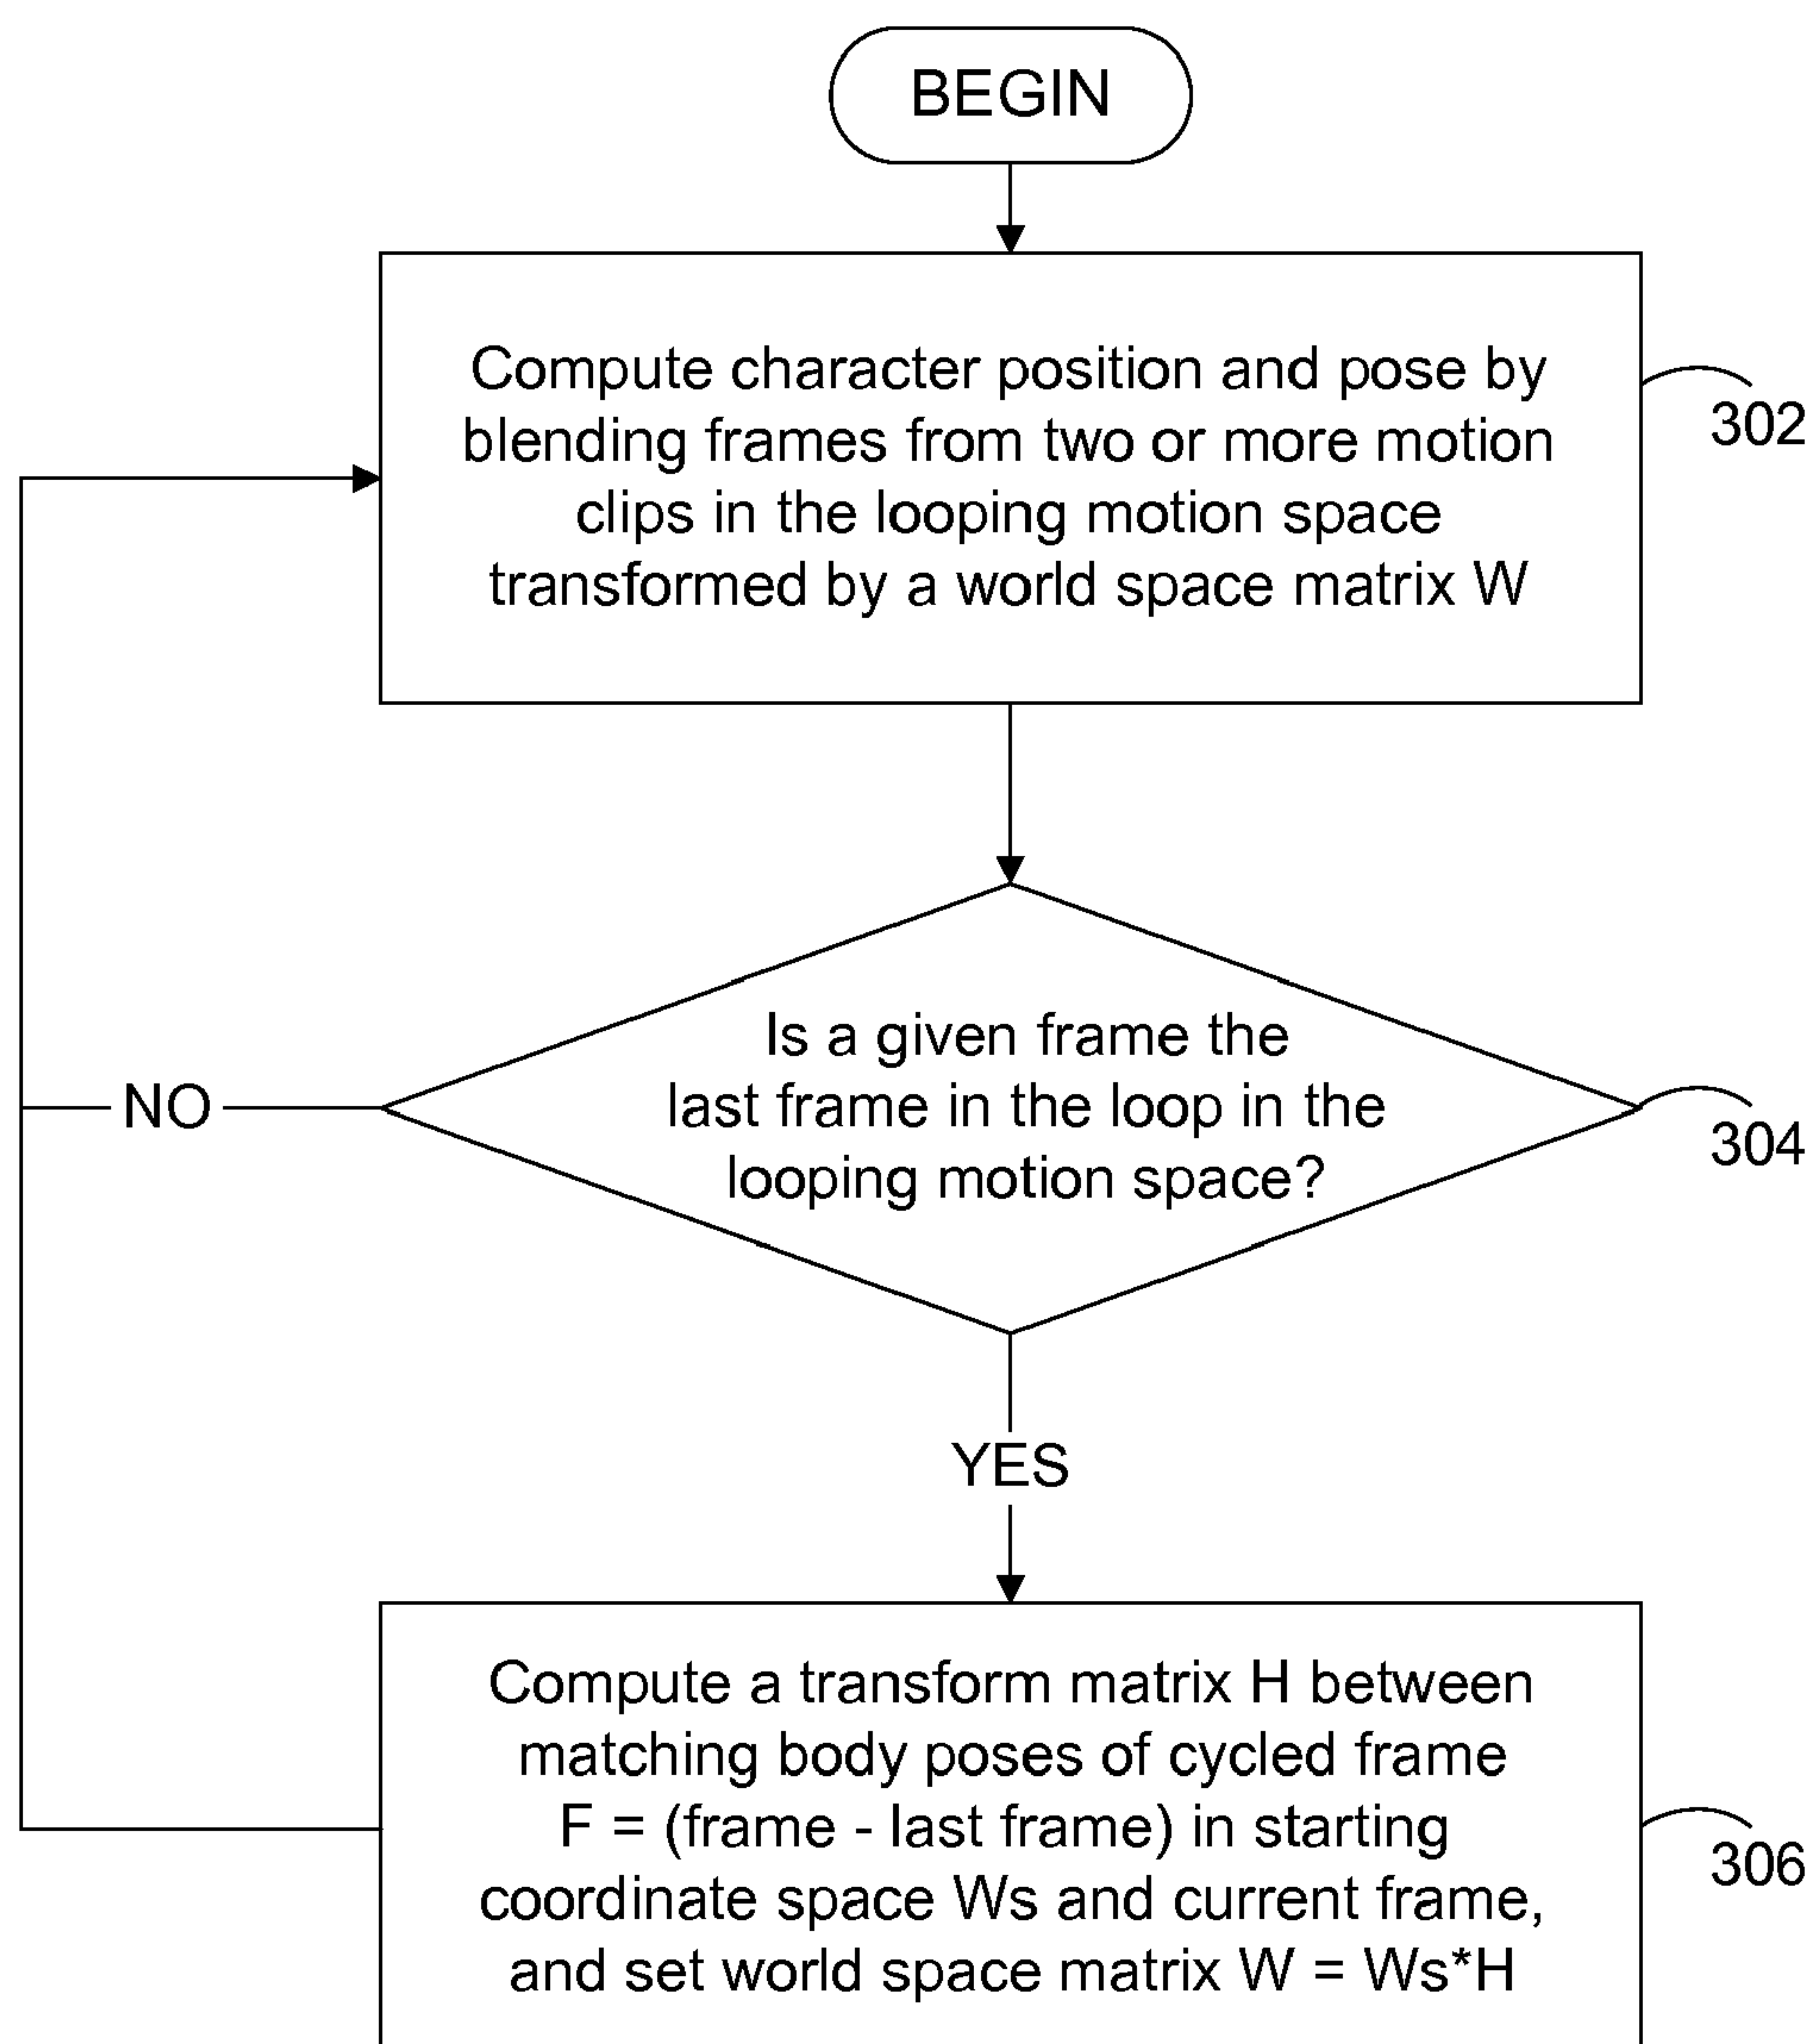 BEGIN
Compute character position and pose by
blending frames from two or more motion
clips in the looping motion space
transformed by a world space matrix W
302
Is a given frame the
last frame in the loop in the
looping motion space?
304
NO
YES
Compute a transform matrix H between
matching body poses of cycled frame
F = (frame - last frame) in starting
coordinate space Ws and current frame,
and set world space matrix W = Ws*H
306